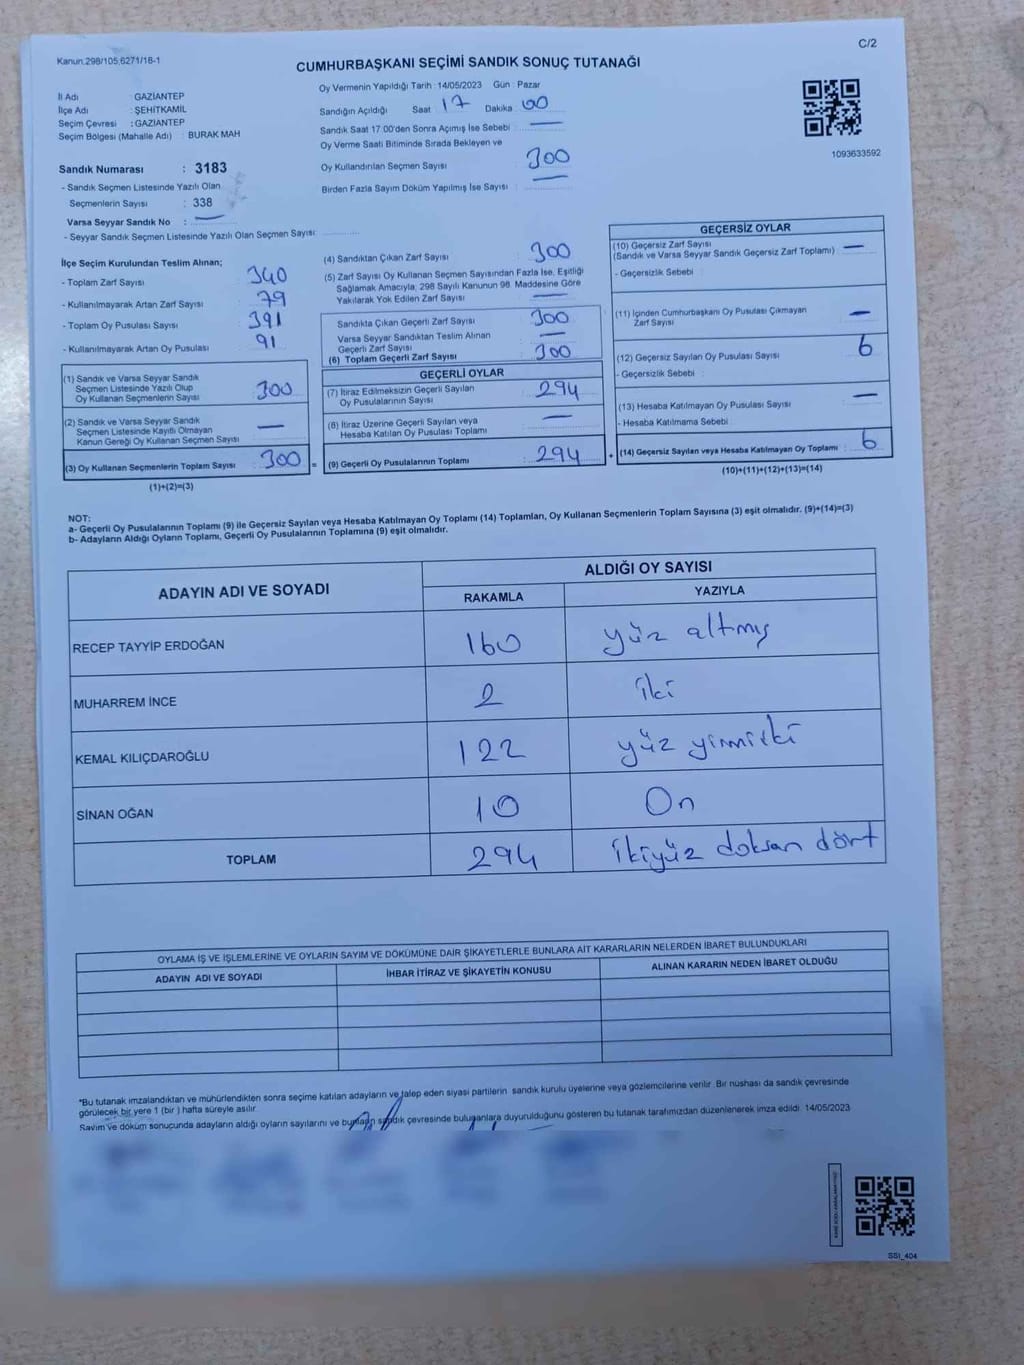 Kanun:298/105,6271/16-1
C/2
CUMHURBAŞKANI SEÇİMİ SANDIK SONUÇ TUTANAĞI
1093633592
İl Adı GAZİANTEP
İlçe Adı : ŞEHİTKAMİL
Seçim Çevresi : GAZİANTEP
Seçim Bölgesi (Mahalle Adı) : BURAK MAH
Sandık Numarası : 3183
- Sandık Seçmen Listesinde Yazılı Olan
Seçmenlerin Sayısı : 338
Varsa Seyyar Sandık No : —
- Seyyar Sandık Seçmen Listesinde Yazılı Olan Seçmen Sayısı:
Oy Vermenin Yapıldığı Tarih : 14/05/2023 Gün : Pazar
Sandığın Açıldığı Saat 17 Dakika 00
Sandık Saat 17:00'den Sonra Açımış İse Sebebi : —
Oy Verme Saati Bitiminde Sırada Bekleyen ve
Oy Kullandırılan Seçmen Sayısı 300
Birden Fazla Sayım Döküm Yapılmış İse Sayısı : —
İlçe Seçim Kurulundan Teslim Alınan;
- Toplam Zarf Sayısı 340
- Kullanılmayarak Artan Zarf Sayısı 79
- Toplam Oy Pusulası Sayısı 391
- Kullanılmayarak Artan Oy Pusulası 91
(1) Sandık ve Varsa Seyyar Sandık
Seçmen Listesinde Yazılı Olup
Oy Kullanan Seçmenlerin Sayısı 300
(2) Sandık ve Varsa Seyyar Sandık
Seçmen Listesinde Kayıtlı Olmayan
Kanun Gereği Oy Kullanan Seçmen Sayısı —
(3) Oy Kullanan Seçmenlerin Toplam Sayısı 300 =
(1)+(2)=(3)
(4) Sandıktan Çıkan Zarf Sayısı 300
(5) Zarf Sayısı Oy Kullanan Seçmen Sayısından Fazla İse, Eşitliği
Sağlamak Amacıyla; 298 Sayılı Kanunun 98. Maddesine Göre
Yakılarak Yok Edilen Zarf Sayısı —
Sandıkta Çıkan Geçerli Zarf Sayısı 300
Varsa Seyyar Sandıktan Teslim Alınan
Geçerli Zarf Sayısı —
(6) Toplam Geçerli Zarf Sayısı 300
GEÇERLİ OYLAR
(7) İtiraz Edilmeksizin Geçerli Sayılan
Oy Pusulalarının Sayısı 294
(8) İtiraz Üzerine Geçerli Sayılan veya
Hesaba Katılan Oy Pusulası Toplamı —
(9) Geçerli Oy Pusulalarının Toplamı : 294 +
GEÇERSİZ OYLAR
(10) Geçersiz Zarf Sayısı
(Sandık ve Varsa Seyyar Sandık Geçersiz Zarf Toplamı) —
- Geçersizlik Sebebi
(11) İçinden Cumhurbaşkanı Oy Pusulası Çıkmayan
Zarf Sayısı —
(12) Geçersiz Sayılan Oy Pusulası Sayısı 6
- Geçersizlik Sebebi :
(13) Hesaba Katılmayan Oy Pusulası Sayısı —
- Hesaba Katılmama Sebebi :
(14) Geçersiz Sayılan veya Hesaba Katılmayan Oy Toplamı : 6
(10)+(11)+(12)+(13)=(14)
NOT:
a- Geçerli Oy Pusulalarının Toplamı (9) ile Geçersiz Sayılan veya Hesaba Katılmayan Oy Toplamı (14) Toplamları, Oy Kullanan Seçmenlerin Toplam Sayısına (3) eşit olmalıdır. (9)+(14)=(3)
b- Adayların Aldığı Oyların Toplamı, Geçerli Oy Pusulalarının Toplamına (9) eşit olmalıdır.
ADAYIN ADI VE SOYADI ALDIĞI OY SAYISI
RAKAMLA YAZIYLA
RECEP TAYYİP ERDOĞAN 160 yüz altmış
MUHARREM İNCE 2 iki
KEMAL KILIÇDAROĞLU 122 yüz yirmi iki
SİNAN OĞAN 10 On
TOPLAM 294 ikiyüz doksan dört
OYLAMA İŞ VE İŞLEMLERİNE VE OYLARIN SAYIM VE DÖKÜMÜNE DAİR ŞİKAYETLERLE BUNLARA AİT KARARLARIN NELERDEN İBARET BULUNDUKLARI
ADAYIN ADI VE SOYADI İHBAR İTİRAZ VE ŞİKAYETİN KONUSU ALINAN KARARIN NEDEN İBARET OLDUĞU
"Bu tutanak imzalandıktan ve mühürlendikten sonra seçime katılan adayların ve talep eden siyasi partilerin sandık kurulu üyelerine veya gözlemcilerine verilir. Bir nüshası da sandık çevresinde
görülecek bir yere 1 (bir ) hafta süreyle asılır.
Sayım ve döküm sonucunda adayların aldığı oyların sayılarını ve bunların sandık çevresinde bulunanlara duyurulduğunu gösteren bu tutanak tarafımızdan düzenlenerek imza edildi. 14/05/2023
SSI_404